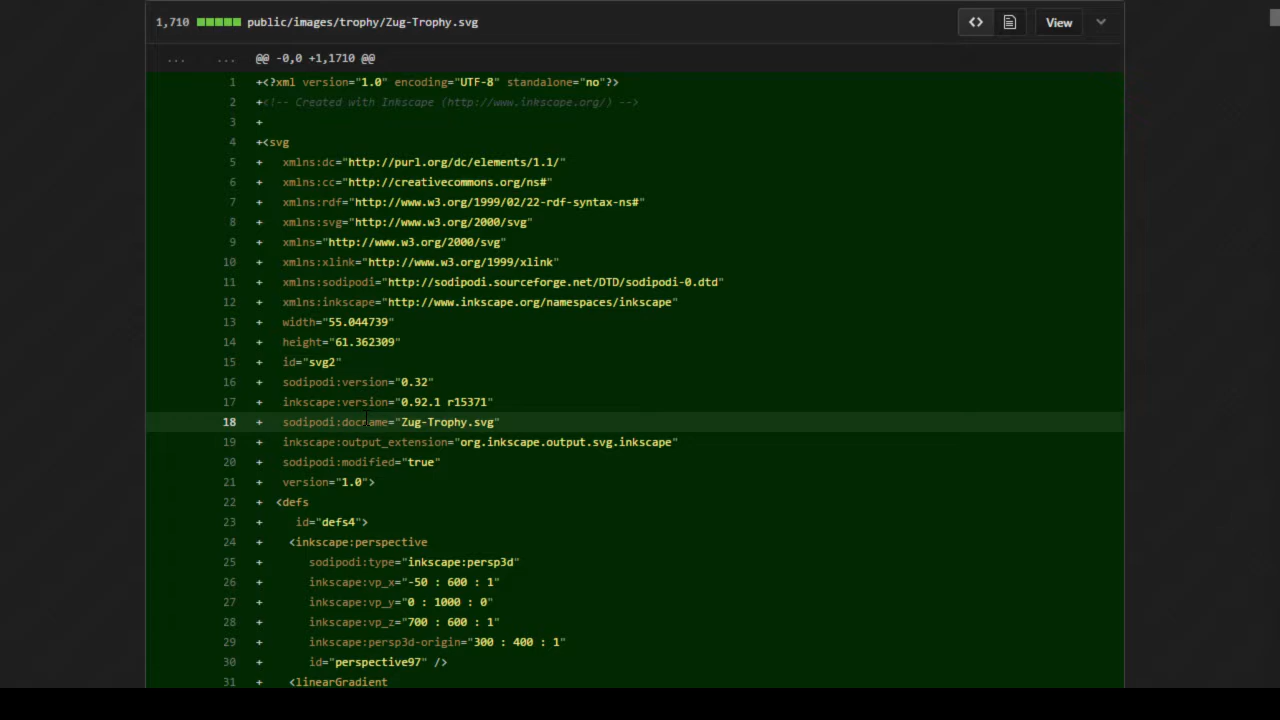 1,710 public/images/trophy/Zug-Trophy.svg <> View
... ... @@ -0,0 +1,1710 @@
1 +<?xml version="1.0" encoding="UTF-8" standalone="no"?>
2 +<!-- Created with Inkscape (http://www.inkscape.org/) -->
3 +
4 +<svg
5 + xmlns:dc="http://purl.org/dc/elements/1.1/"
6 + xmlns:cc="http://creativecommons.org/ns#"
7 + xmlns:rdf="http://www.w3.org/1999/02/22-rdf-syntax-ns#"
8 + xmlns:svg="http://www.w3.org/2000/svg"
9 + xmlns="http://www.w3.org/2000/svg"
10 + xmlns:xlink="http://www.w3.org/1999/xlink"
11 + xmlns:sodipodi="http://sodipodi.sourceforge.net/DTD/sodipodi-0.dtd"
12 + xmlns:inkscape="http://www.inkscape.org/namespaces/inkscape"
13 + width="55.044739"
14 + height="61.362309"
15 + id="svg2"
16 + sodipodi:version="0.32"
17 + inkscape:version="0.92.1 r15371"
18 + sodipodi:docname="Zug-Trophy.svg"
19 + inkscape:output_extension="org.inkscape.output.svg.inkscape"
20 + sodipodi:modified="true"
21 + version="1.0">
22 + <defs
23 + id="defs4">
24 + <inkscape:perspective
25 + sodipodi:type="inkscape:persp3d"
26 + inkscape:vp_x="-50 : 600 : 1"
27 + inkscape:vp_y="0 : 1000 : 0"
28 + inkscape:vp_z="700 : 600 : 1"
29 + inkscape:persp3d-origin="300 : 400 : 1"
30 + id="perspective97" />
31 + <linearGradient